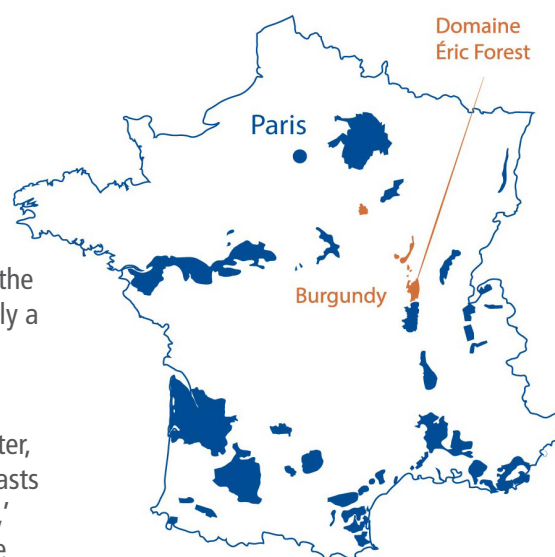 Domaine
Éric Forest
Paris
Burgundy
the
ly a
ter,
asts
,’
e